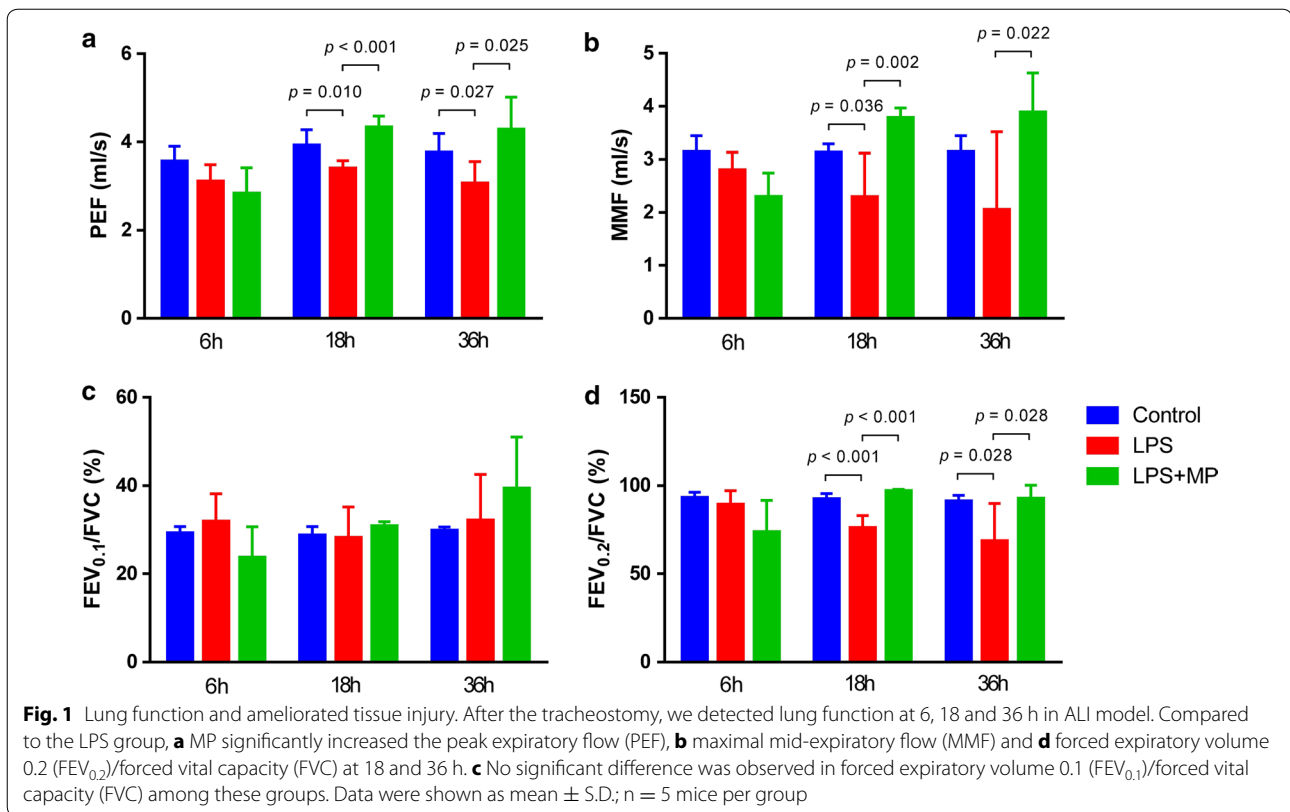 a
p < 0.001
p = 0.025
p = 0.010
p = 0.027
6
4
2
0
PEF (ml/s)
6h
18h
36h
b
p = 0.022
p = 0.002
p = 0.036
5
4
3
2
1
0
MMF (ml/s)
6h
18h
36h
c
60
40
20
0
FEV0.1/FVC (%)
6h
18h
36h
d
p < 0.001
p = 0.028
p < 0.001
p = 0.028
150
100
50
0
FEV0.2/FVC (%)
6h
18h
36h
Control
LPS
LPS+MP
Fig. 1 Lung function and ameliorated tissue injury. After the tracheostomy, we detected lung function at 6, 18 and 36 h in ALI model. Compared
to the LPS group, a MP significantly increased the peak expiratory flow (PEF), b maximal mid-expiratory flow (MMF) and d forced expiratory volume
0.2 (FEV0.2)/forced vital capacity (FVC) at 18 and 36 h. c No significant difference was observed in forced expiratory volume 0.1 (FEV0.1)/forced vital
capacity (FVC) among these groups. Data were shown as mean ± S.D.; n = 5 mice per group